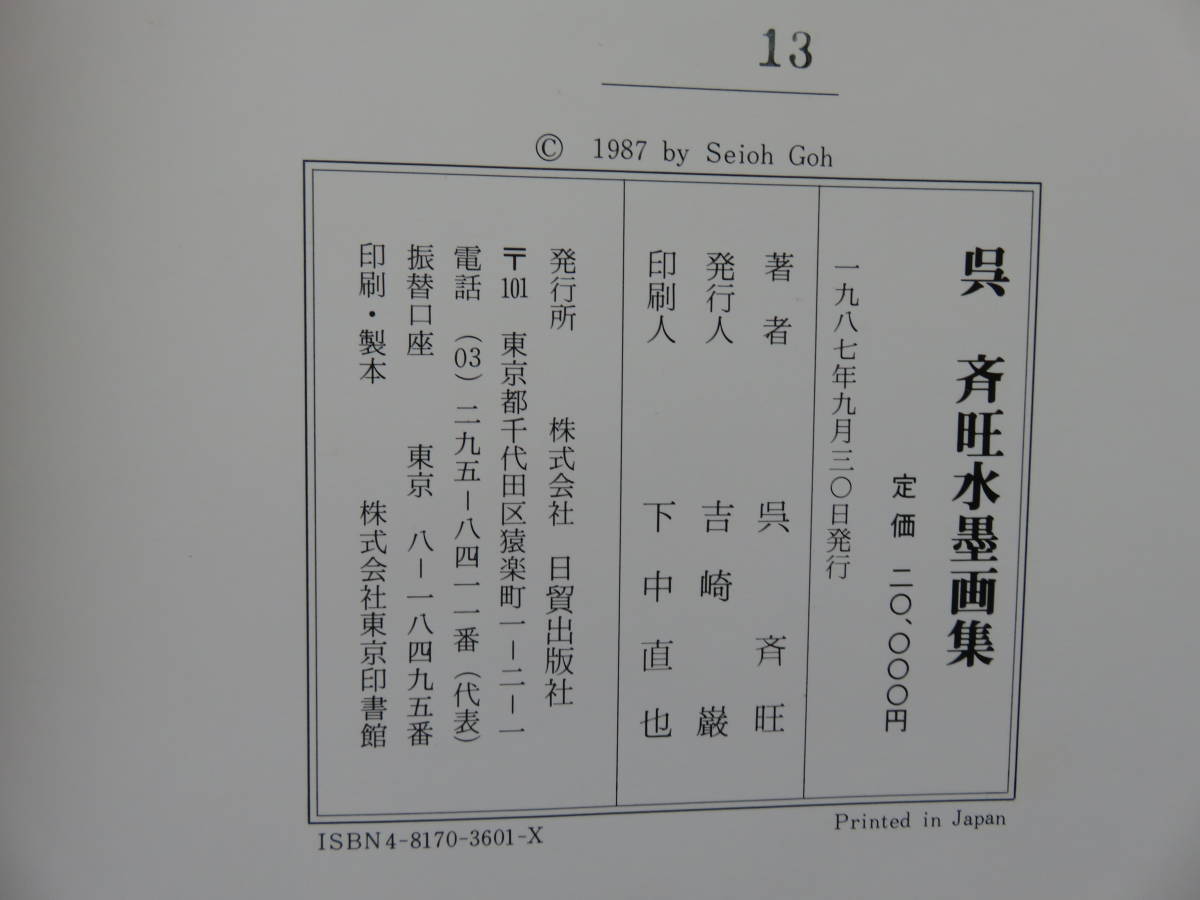 13
© 1987 by Seioh Goh
呉 斉旺水墨画集
定価 二〇、〇〇〇円
一九八七年九月三〇日発行
著者 呉 斉旺
発行人 吉崎 巌
印刷人 下中直也
発行所 株式会社 日貿出版社
〒101 東京都千代田区猿楽町一ー二ー一
電話 (03) 二九五ー八四一一番(代表)
振替口座 東京 八ー一八四九五番
印刷・製本 株式会社東京印書館
ISBN4-8170-3601-X
Printed in Japan